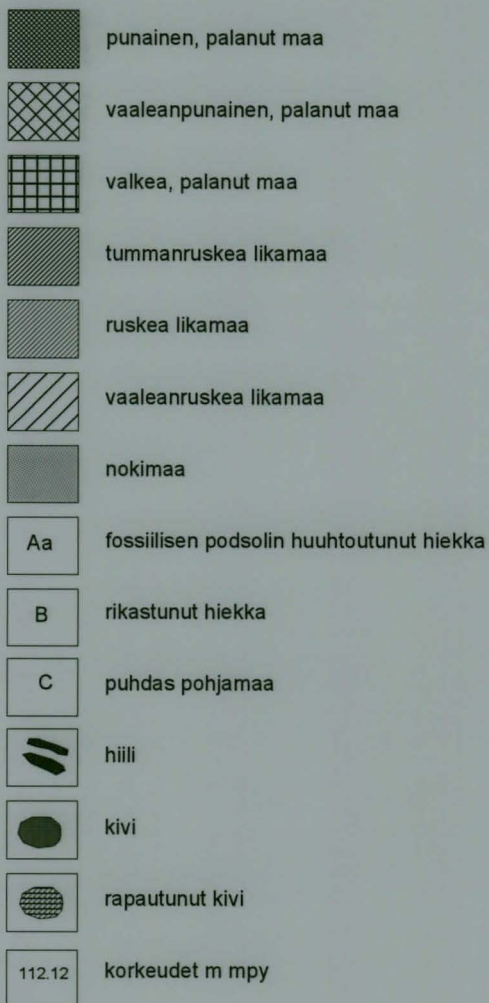 punainen, palanut maa
vaaleanpunainen, palanut maa
valkea, palanut maa
tummanruskea likamaa
ruskea likamaa
vaaleanruskea likamaa
nokimaa
Aa fossiilisen podsolin huuhtoutunut hiekka
B rikastunut hiekka
C puhdas pohjamaa
hiili
kivi
rapautunut kivi
112.12 korkeudet m mpy